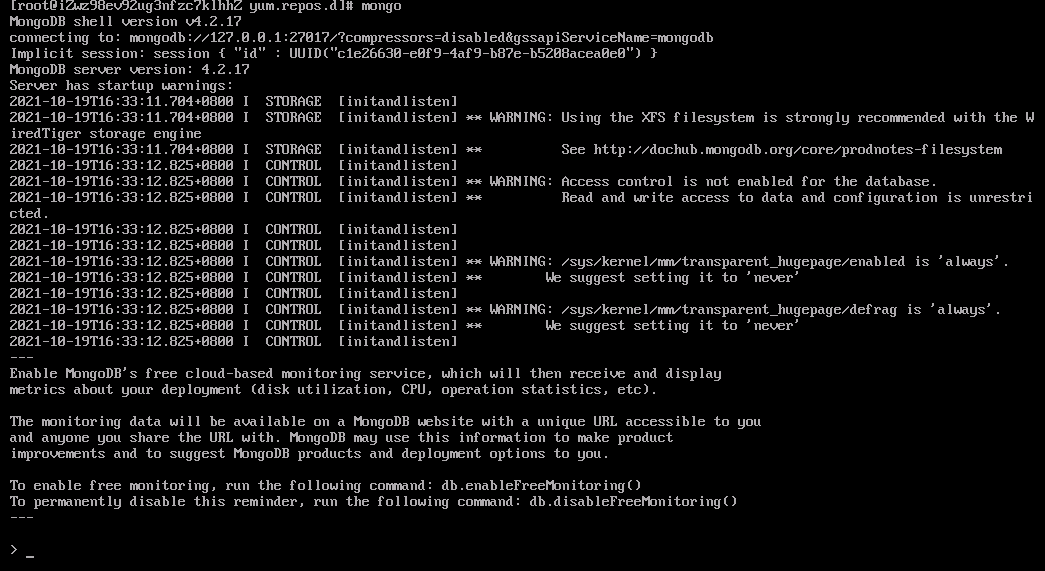 [root@iZwz98ev92ug3nfzc7klhhZ yum.repos.d]# mongo
MongoDB shell version v4.2.17
connecting to: mongodb://127.0.0.1:27017/?compressors=disabled&gssapiServiceName=mongodb
Implicit session: session { "id" : UUID("c1e26630-e0f9-4af9-b87e-b5208acea0e0") }
MongoDB server version: 4.2.17
Server has startup warnings:
2021-10-19T16:33:11.704+0800 I  STORAGE  [initandlisten]
2021-10-19T16:33:11.704+0800 I  STORAGE  [initandlisten] ** WARNING: Using the XFS filesystem is strongly recommended with the W
iredTiger storage engine
2021-10-19T16:33:11.704+0800 I  STORAGE  [initandlisten] **          See http://dochub.mongodb.org/core/prodnotes-filesystem
2021-10-19T16:33:12.825+0800 I  CONTROL  [initandlisten]
2021-10-19T16:33:12.825+0800 I  CONTROL  [initandlisten] ** WARNING: Access control is not enabled for the database.
2021-10-19T16:33:12.825+0800 I  CONTROL  [initandlisten] **          Read and write access to data and configuration is unrestri
cted.
2021-10-19T16:33:12.825+0800 I  CONTROL  [initandlisten]
2021-10-19T16:33:12.825+0800 I  CONTROL  [initandlisten]
2021-10-19T16:33:12.825+0800 I  CONTROL  [initandlisten] ** WARNING: /sys/kernel/mm/transparent_hugepage/enabled is 'always'.
2021-10-19T16:33:12.825+0800 I  CONTROL  [initandlisten] **        We suggest setting it to 'never'
2021-10-19T16:33:12.825+0800 I  CONTROL  [initandlisten]
2021-10-19T16:33:12.825+0800 I  CONTROL  [initandlisten] ** WARNING: /sys/kernel/mm/transparent_hugepage/defrag is 'always'.
2021-10-19T16:33:12.825+0800 I  CONTROL  [initandlisten] **        We suggest setting it to 'never'
2021-10-19T16:33:12.825+0800 I  CONTROL  [initandlisten]
---
Enable MongoDB's free cloud-based monitoring service, which will then receive and display
metrics about your deployment (disk utilization, CPU, operation statistics, etc).

The monitoring data will be available on a MongoDB website with a unique URL accessible to you
and anyone you share the URL with. MongoDB may use this information to make product
improvements and to suggest MongoDB products and deployment options to you.

To enable free monitoring, run the following command: db.enableFreeMonitoring()
To permanently disable this reminder, run the following command: db.disableFreeMonitoring()
---

> _